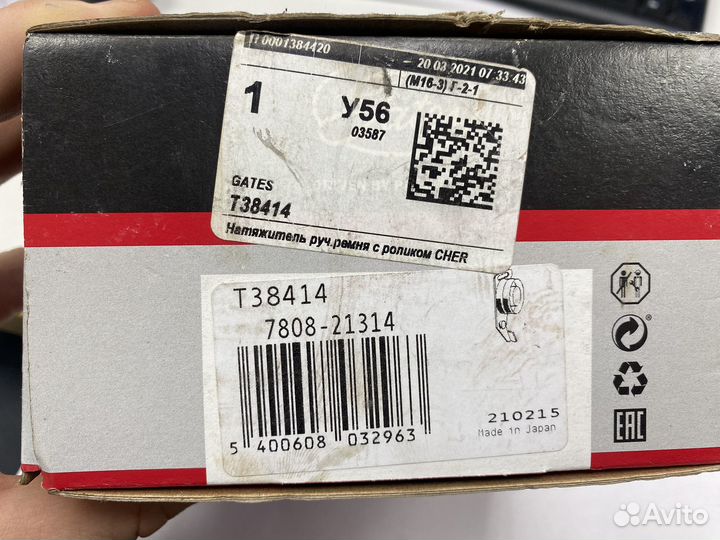 0001384420
20 03 2021 07:33:43
(М16-3) Г-2-1
1
У56
03587
GATES
T38414
Натяжитель руч.ремня с роликом CHER
T38414
7808-21314
5 400608 032963
210215
Made in Japan
EAC
Avito